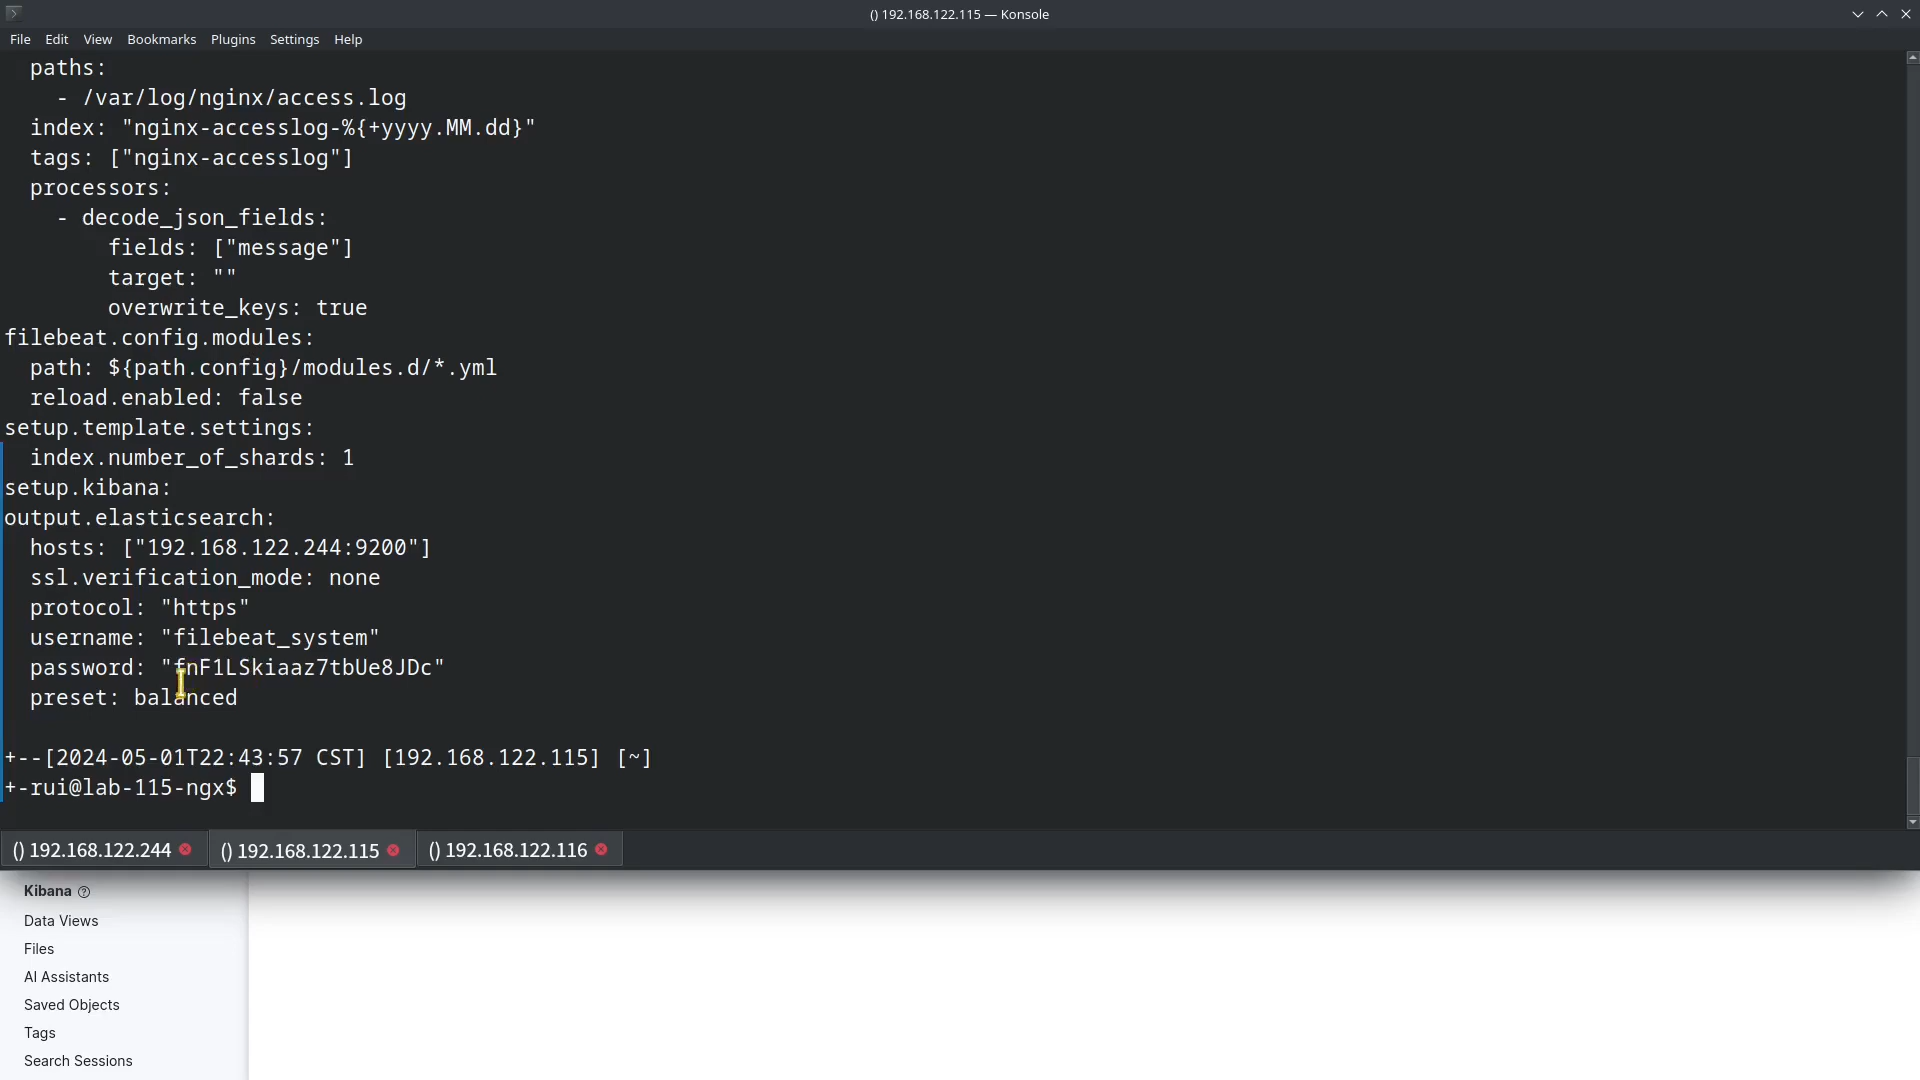 () 192.168.122.115 — Konsole
File Edit View Bookmarks Plugins Settings Help
paths:
- /var/log/nginx/access.log
index: "nginx-accesslog-%{+yyyy.MM.dd}"
tags: ["nginx-accesslog"]
processors:
- decode_json_fields:
fields: ["message"]
target: ""
overwrite_keys: true
filebeat.config.modules:
path: ${path.config}/modules.d/*.yml
reload.enabled: false
setup.template.settings:
index.number_of_shards: 1
setup.kibana:
output.elasticsearch:
hosts: ["192.168.122.244:9200"]
ssl.verification_mode: none
protocol: "https"
username: "filebeat_system"
password: "fnF1LSkiaaz7tbUe8JDc"
preset: balanced
+--[2024-05-01T22:43:57 CST] [192.168.122.115] [~]
+-rui@lab-115-ngx$
() 192.168.122.244 () 192.168.122.115 () 192.168.122.116
Kibana
Data Views
Files
AI Assistants
Saved Objects
Tags
Search Sessions